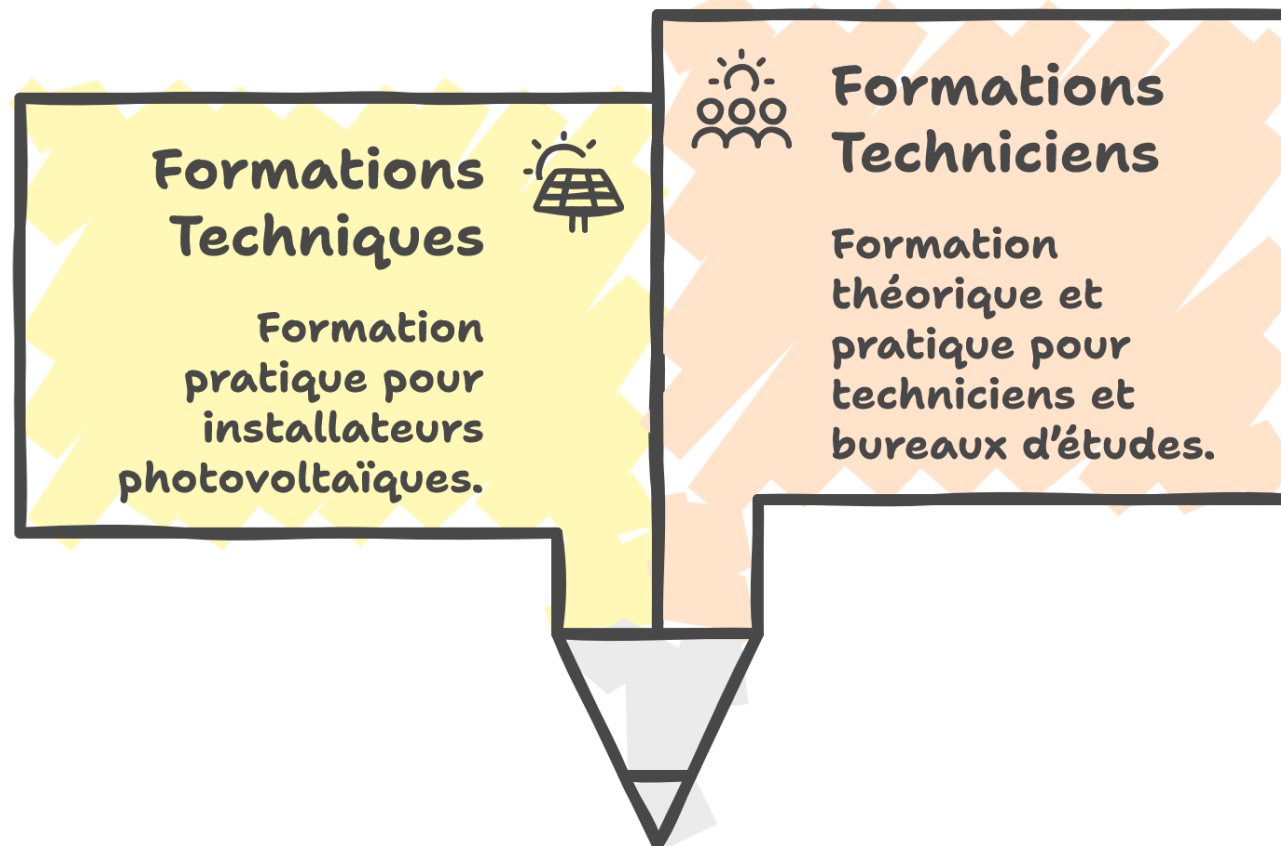 Formations
Techniques
Formation
pratique pour
installateurs
photovoltaïques.
Formations
Techniciens
Formation
théorique et
pratique pour
techniciens et
bureaux d'études.